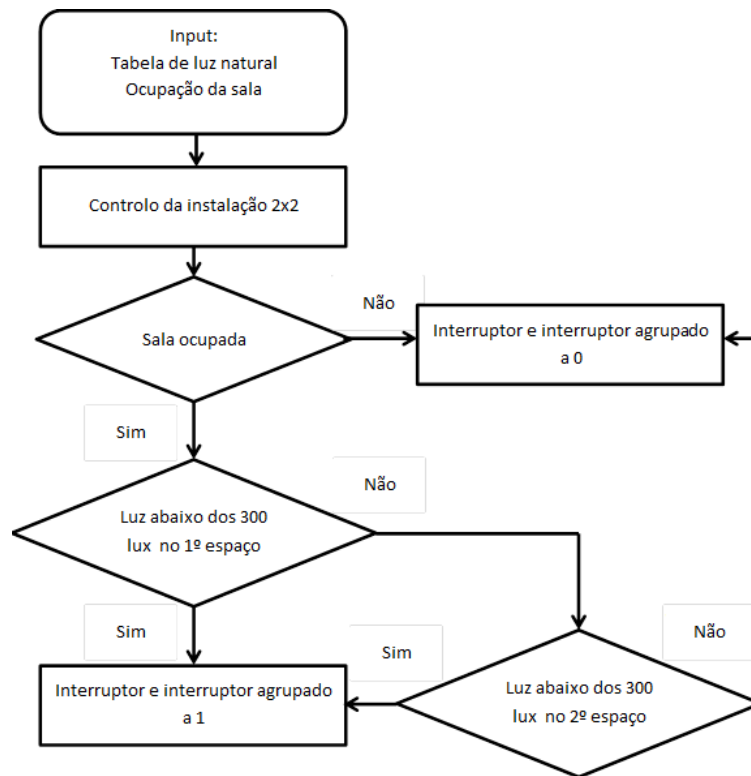 Input:
Tabela de luz natural
Ocupação da sala
Controlo da instalação 2x2
Não
Sala ocupada
Interruptor e interruptor agrupado
a 0
Sim
Não
Luz abaixo dos 300
lux no 1º espaço
Sim
Sim
Não
Interruptor e interruptor agrupado
a 1
Luz abaixo dos 300
lux no 2º espaço